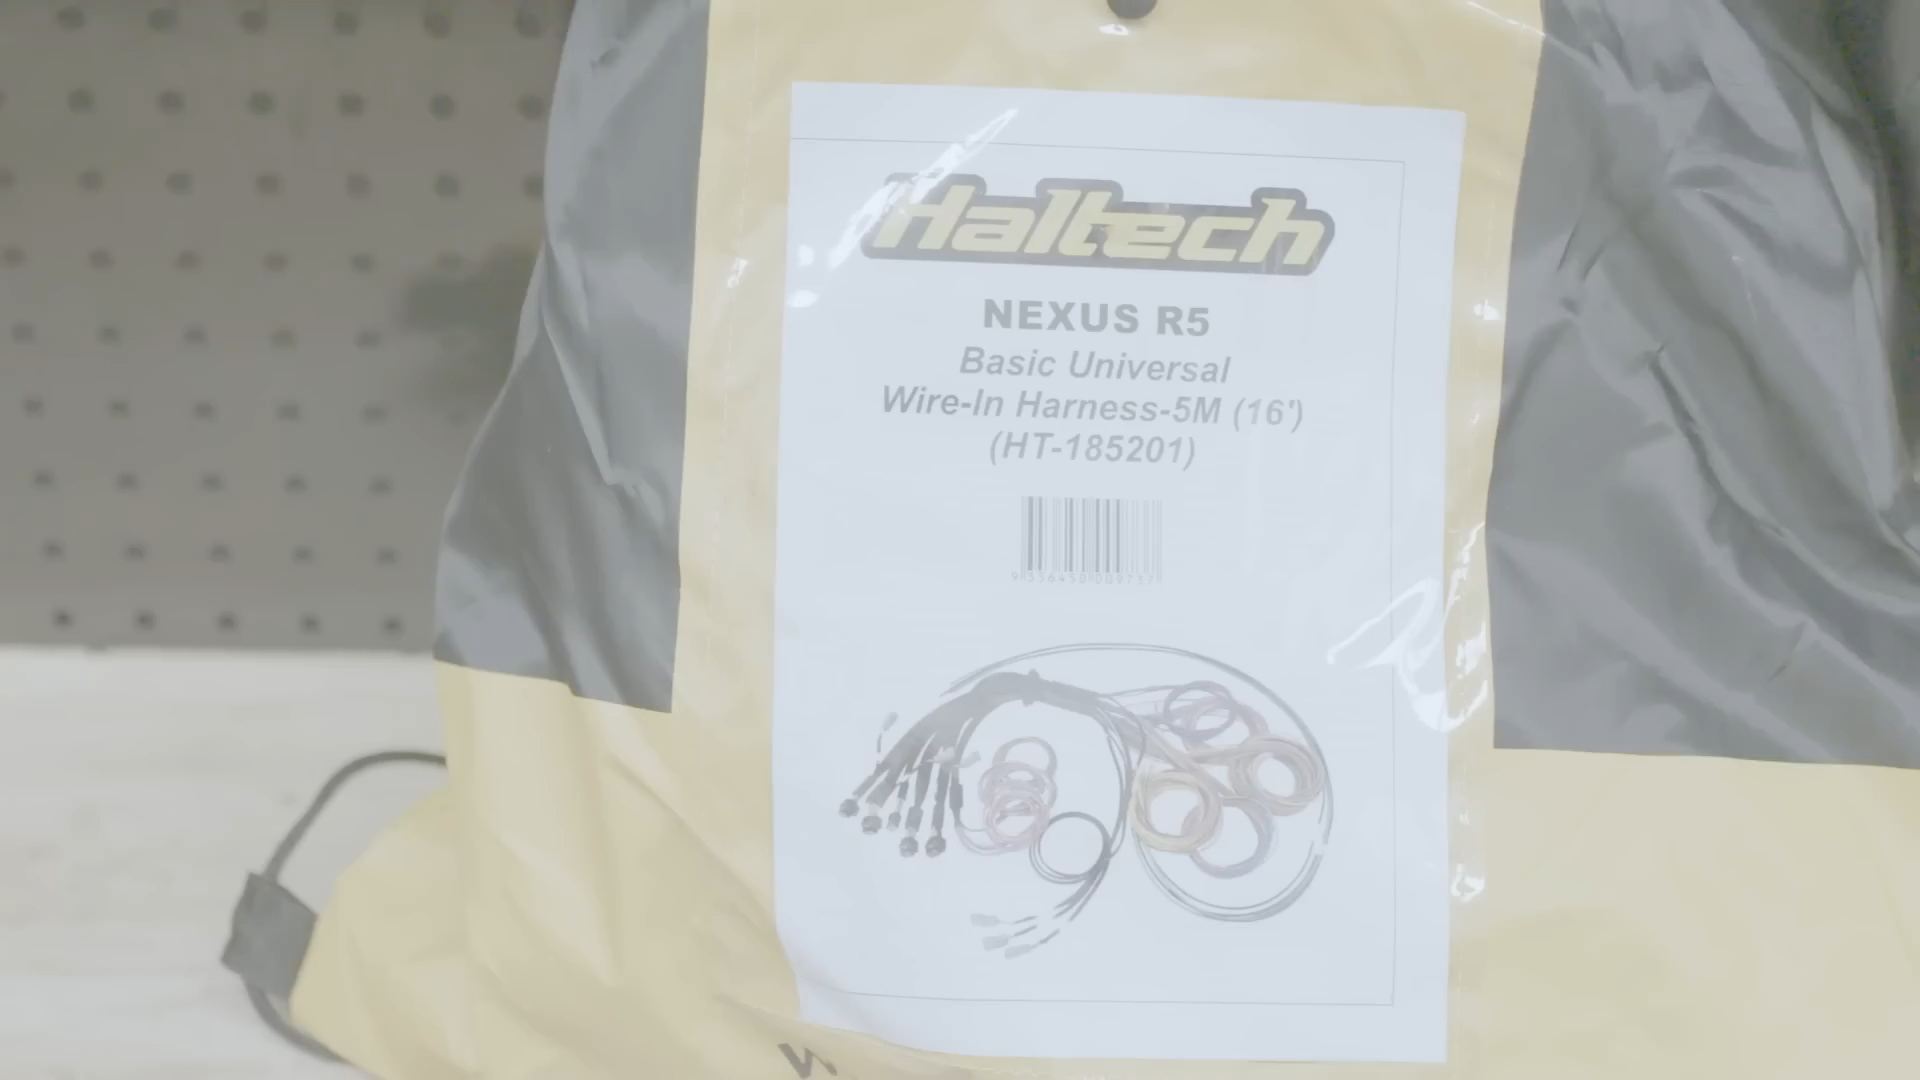 Haltech
NEXUS R5
Basic Universal
Wire-In Harness-5M (16')
(HT-185201)